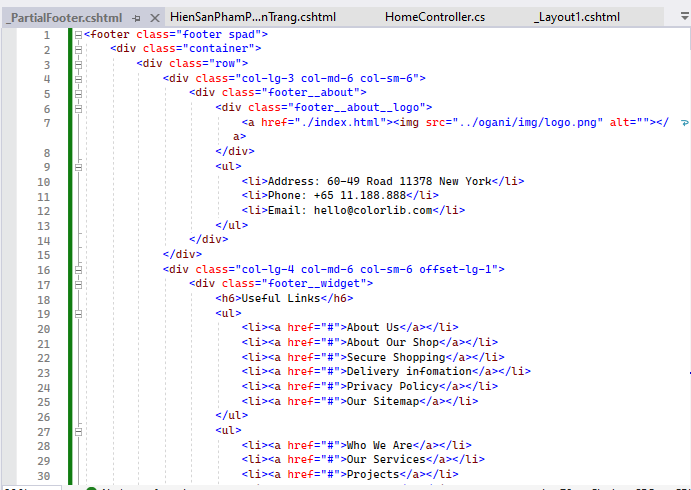 _PartialFooter.cshtml HienSanPhamP...nTrang.cshtml HomeController.cs _Layout1.cshtml
1 <footer class="footer spad">
2 <div class="container">
3 <div class="row">
4 <div class="col-lg-3 col-md-6 col-sm-6">
5 <div class="footer__about">
6 <div class="footer__about__logo">
7 <a href="./index.html"><img src="../ogani/img/logo.png" alt=""></
a>
8 </div>
9 <ul>
10 <li>Address: 60-49 Road 11378 New York</li>
11 <li>Phone: +65 11.188.888</li>
12 <li>Email: hello@colorlib.com</li>
13 </ul>
14 </div>
15 </div>
16 <div class="col-lg-4 col-md-6 col-sm-6 offset-lg-1">
17 <div class="footer__widget">
18 <h6>Useful Links</h6>
19 <ul>
20 <li><a href="#">About Us</a></li>
21 <li><a href="#">About Our Shop</a></li>
22 <li><a href="#">Secure Shopping</a></li>
23 <li><a href="#">Delivery infomation</a></li>
24 <li><a href="#">Privacy Policy</a></li>
25 <li><a href="#">Our Sitemap</a></li>
26 </ul>
27 <ul>
28 <li><a href="#">Who We Are</a></li>
29 <li><a href="#">Our Services</a></li>
30 <li><a href="#">Projects</a></li>